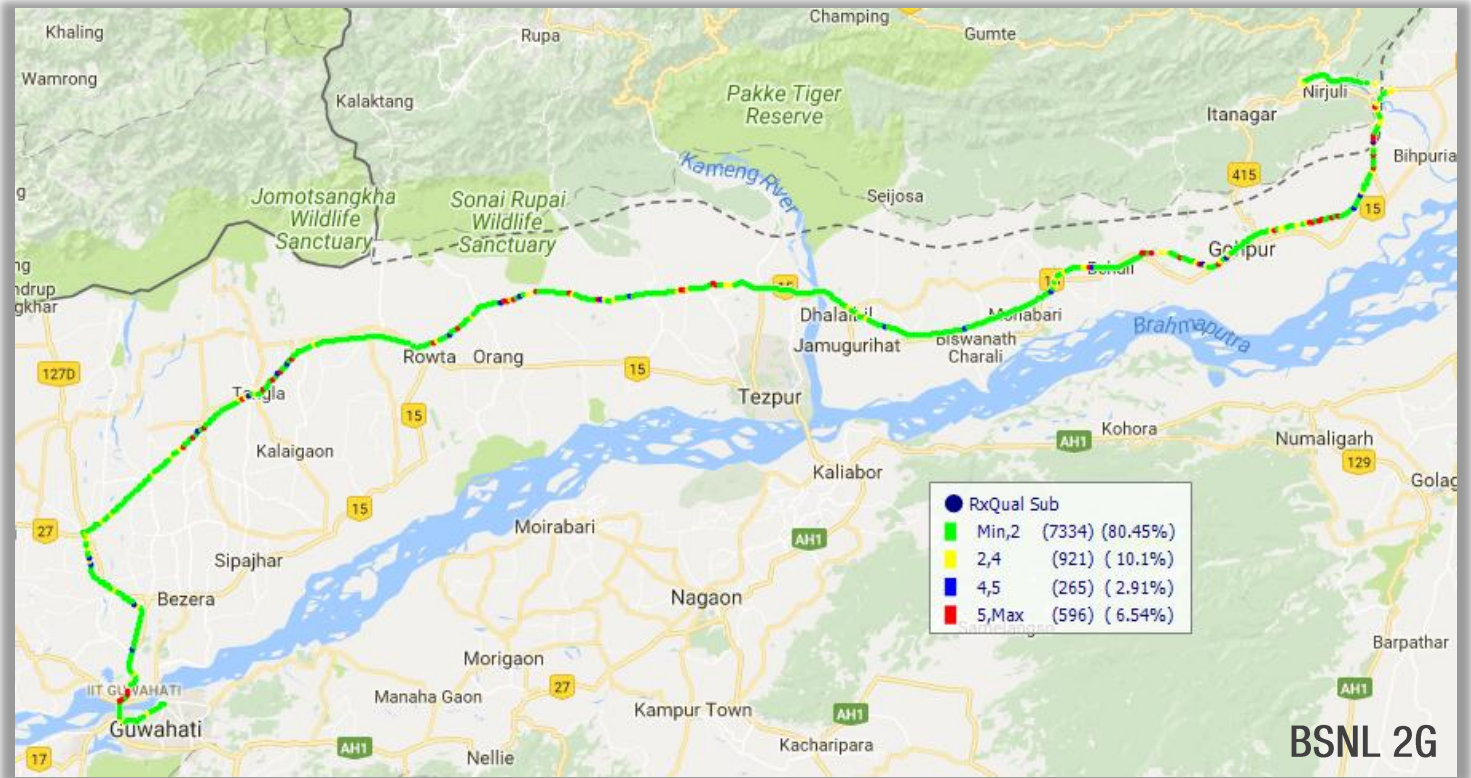 Khaling
Champing
Rupa
Gumte
Wamrong
Kalaktang
Pakke Tiger
Reserve
Nirjuli
Itanagar
Bihpuria
Kameng River
415
Jomotsangkha
Wildlife
Sanctuary
Sonai Rupai
Wildlife
Sanctuary
Seijosa
15
Gohpur
Dhalaibil
Brahmaputra
Jamugurihat
Biswanath
Charali
Rowta
Orang
127D
15
Tangla
Tezpur
15
Kohora
AH1
Numaligarh
Kalaigaon
129
Kaliabor
15
27
Moirabari
AH1
RxQual Sub
Min,2 (7334) (80.45%)
2,4 (921) ( 10.1%)
4,5 (265) ( 2.91%)
5,Max (596) ( 6.54%)
Sipajhar
Bezera
Nagaon
Barpathar
Morigaon
IIT GUWAHATI
Manaha Gaon
27
Kampur Town
AH1
AH1
Guwahati
Kacharipara
AH1
Nellie
17
BSNL 2G